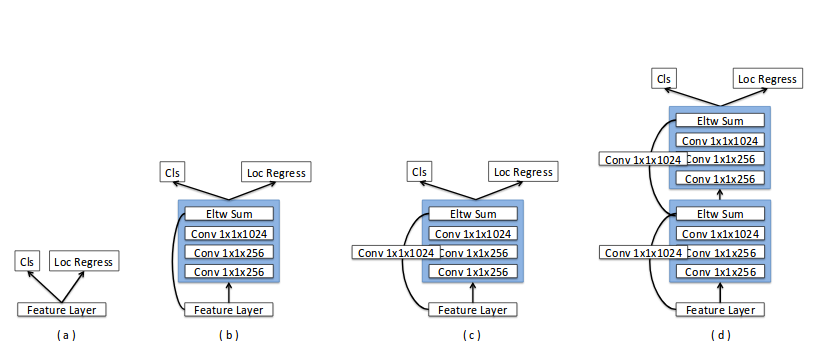 Cls
Loc Regress
Feature Layer
( a )
Cls
Loc Regress
Eltw Sum
Conv 1x1x1024
Conv 1x1x256
Conv 1x1x256
Feature Layer
( b )
Cls
Loc Regress
Eltw Sum
Conv 1x1x1024
Conv 1x1x1024
Conv 1x1x256
Conv 1x1x256
Feature Layer
( c )
Cls
Loc Regress
Eltw Sum
Conv 1x1x1024
Conv 1x1x1024
Conv 1x1x256
Conv 1x1x256
Eltw Sum
Conv 1x1x1024
Conv 1x1x1024
Conv 1x1x256
Conv 1x1x256
Feature Layer
( d )